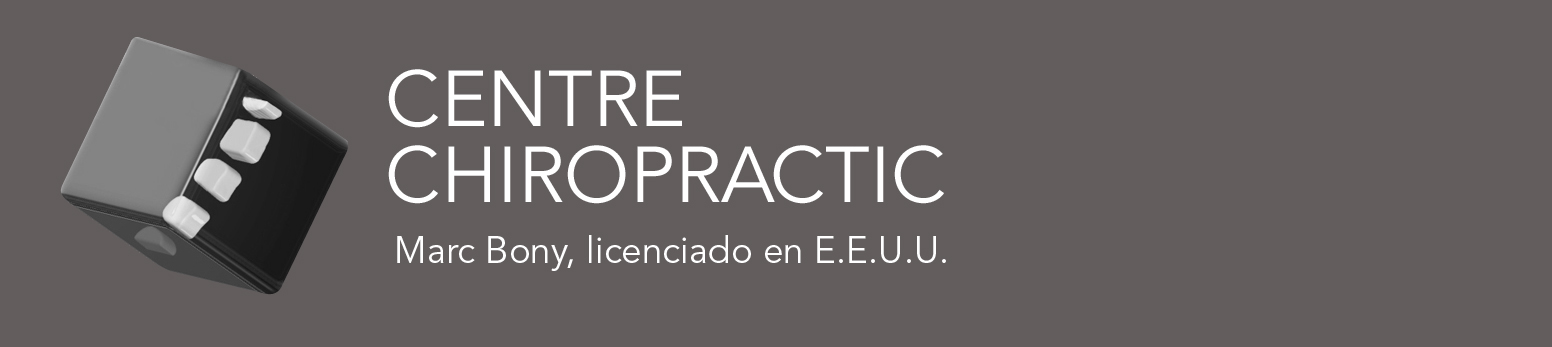 CENTRE
CHIROPRACTIC
Marc Bony, licenciado en E.E.U.U.